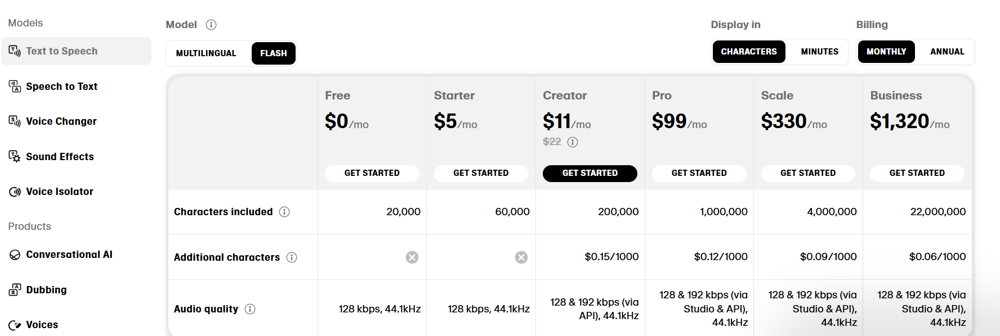 Models
Text to Speech
Speech to Text
Voice Changer
Sound Effects
Voice Isolator
Products
Conversational AI
Dubbing
Voices
Model
MULTILINGUAL FLASH
Display in
CHARACTERS MINUTES
Billing
MONTHLY ANNUAL
Free Starter Creator Pro Scale Business
$0/mo $5/mo $11/mo $99/mo $330/mo $1,320/mo
$22
GET STARTED GET STARTED GET STARTED GET STARTED GET STARTED GET STARTED
Characters included 20,000 60,000 200,000 1,000,000 4,000,000 22,000,000
Additional characters $0.15/1000 $0.12/1000 $0.09/1000 $0.06/1000
Audio quality
128 kbps, 44.1kHz
128 kbps, 44.1kHz
128 & 192 kbps (via
API), 44.1kHz
128 & 192 kbps (via
Studio & API),
44.1kHz
128 & 192 kbps (via
Studio & API),
44.1kHz
128 & 192 kbps (via
Studio & API),
44.1kHz